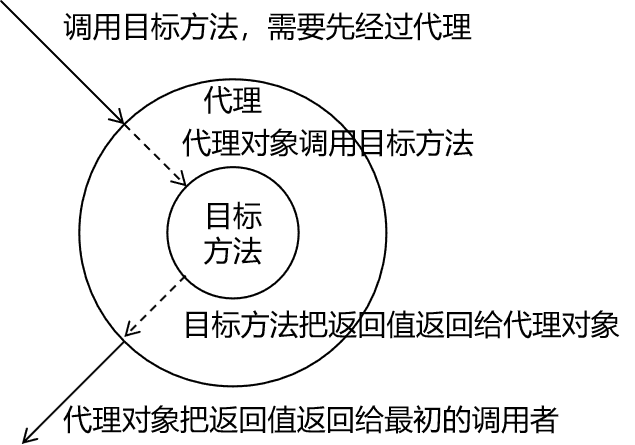 调用目标方法，需要先经过代理
代理
代理对象调用目标方法
目标
方法
目标方法把返回值返回给代理对象
代理对象把返回值返回给最初的调用者